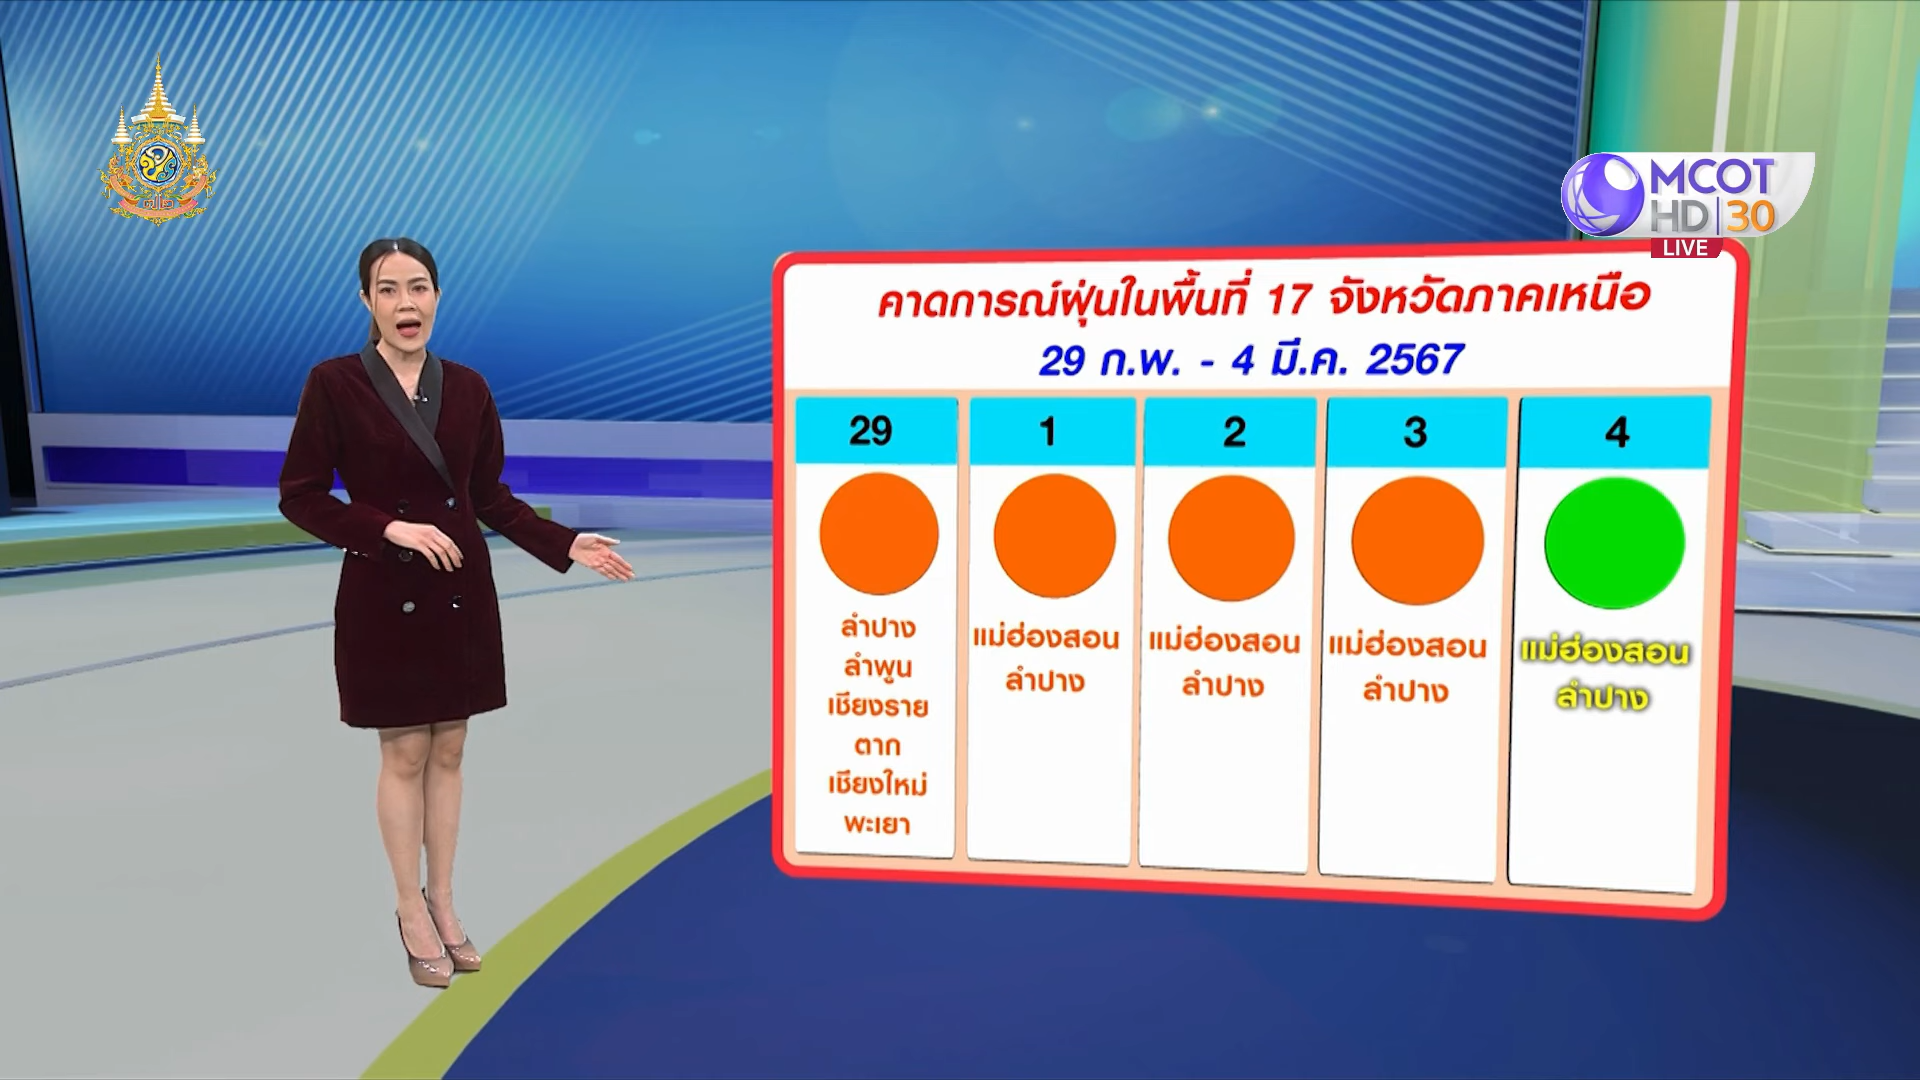 ๗๒
MCOT
HD 30
LIVE
คาดการณ์ฝุ่นในพื้นที่ 17 จังหวัดภาคเหนือ
29 ก.พ. - 4 มี.ค. 2567
29
ลำปาง
ลำพูน
เชียงราย
ตาก
เชียงใหม่
พะเยา
1
แม่ฮ่องสอน
ลำปาง
2
แม่ฮ่องสอน
ลำปาง
3
แม่ฮ่องสอน
ลำปาง
4
แม่ฮ่องสอน
ลำปาง